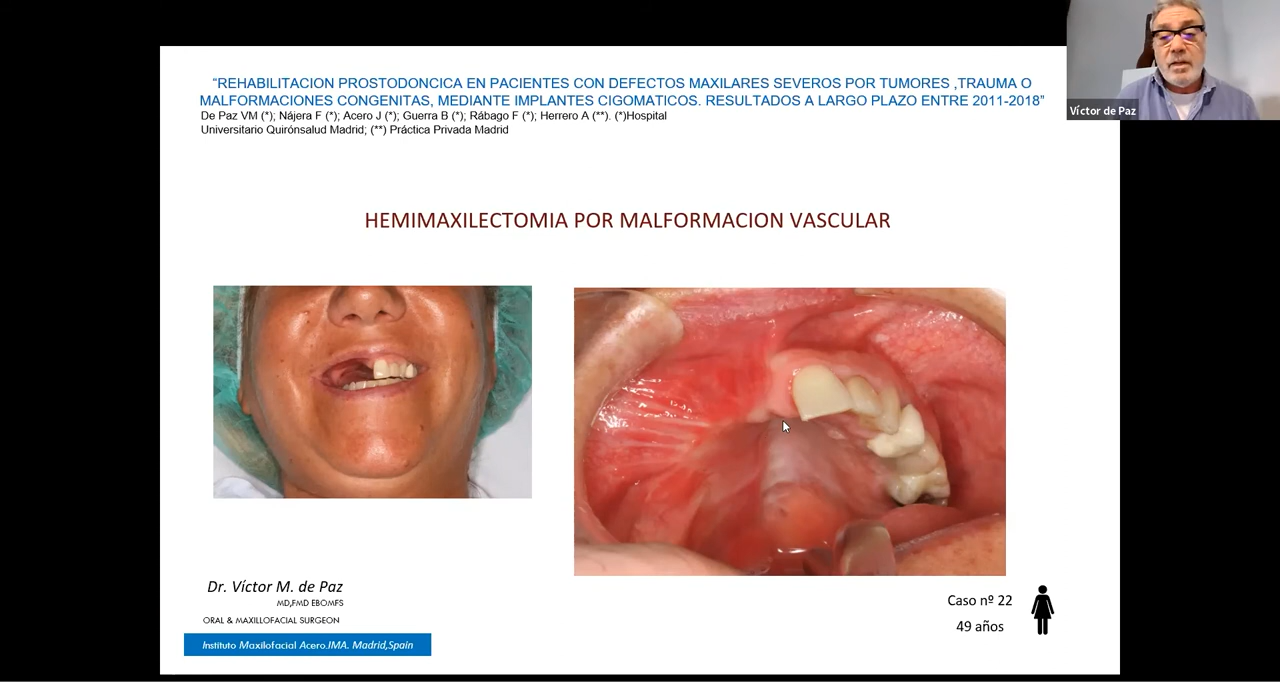 Víctor de Paz
“REHABILITACION PROSTODONCICA EN PACIENTES CON DEFECTOS MAXILARES SEVEROS POR TUMORES ,TRAUMA O
MALFORMACIONES CONGENITAS, MEDIANTE IMPLANTES CIGOMATICOS. RESULTADOS A LARGO PLAZO ENTRE 2011-2018”
De Paz VM (*); Nájera F (*); Acero J (*); Guerra B (*); Rábago F (*); Herrero A (**). (*)Hospital
Universitario Quirónsalud Madrid; (**) Práctica Privada Madrid
HEMIMAXILECTOMIA POR MALFORMACION VASCULAR
Dr. Víctor M. de Paz
MD,FMD EBOMFS
ORAL & MAXILLOFACIAL SURGEON
Instituto Maxilofacial Acero.IMA. Madrid,Spain
Caso nº 22
49 años